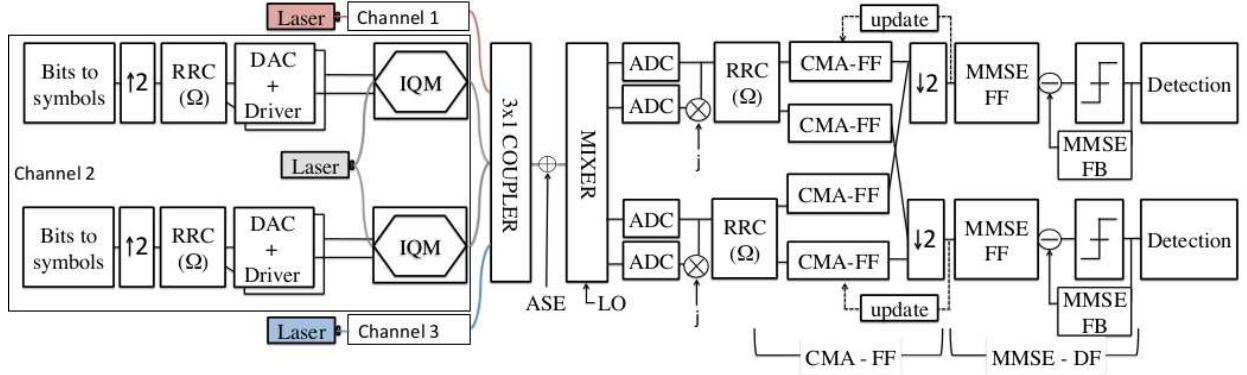 Laser
Channel 1
Bits to
symbols
↑2
RRC
(Ω)
DAC
+
Driver
IQM
Channel 2
Laser
Bits to
symbols
↑2
RRC
(Ω)
DAC
+
Driver
IQM
Laser
Channel 3
3x1 COUPLER
ASE
MIXER
LO
ADC
ADC
j
RRC
(Ω)
ADC
ADC
j
RRC
(Ω)
update
CMA-FF
CMA-FF
CMA-FF
CMA-FF
update
↓2
↓2
MMSE
FF
MMSE
FB
Detection
MMSE
FF
MMSE
FB
Detection
CMA - FF
MMSE - DF